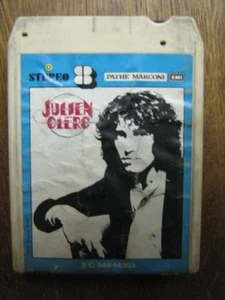 STEREO 8 PATHE MARCONI EMI
JULIEN
CLERC